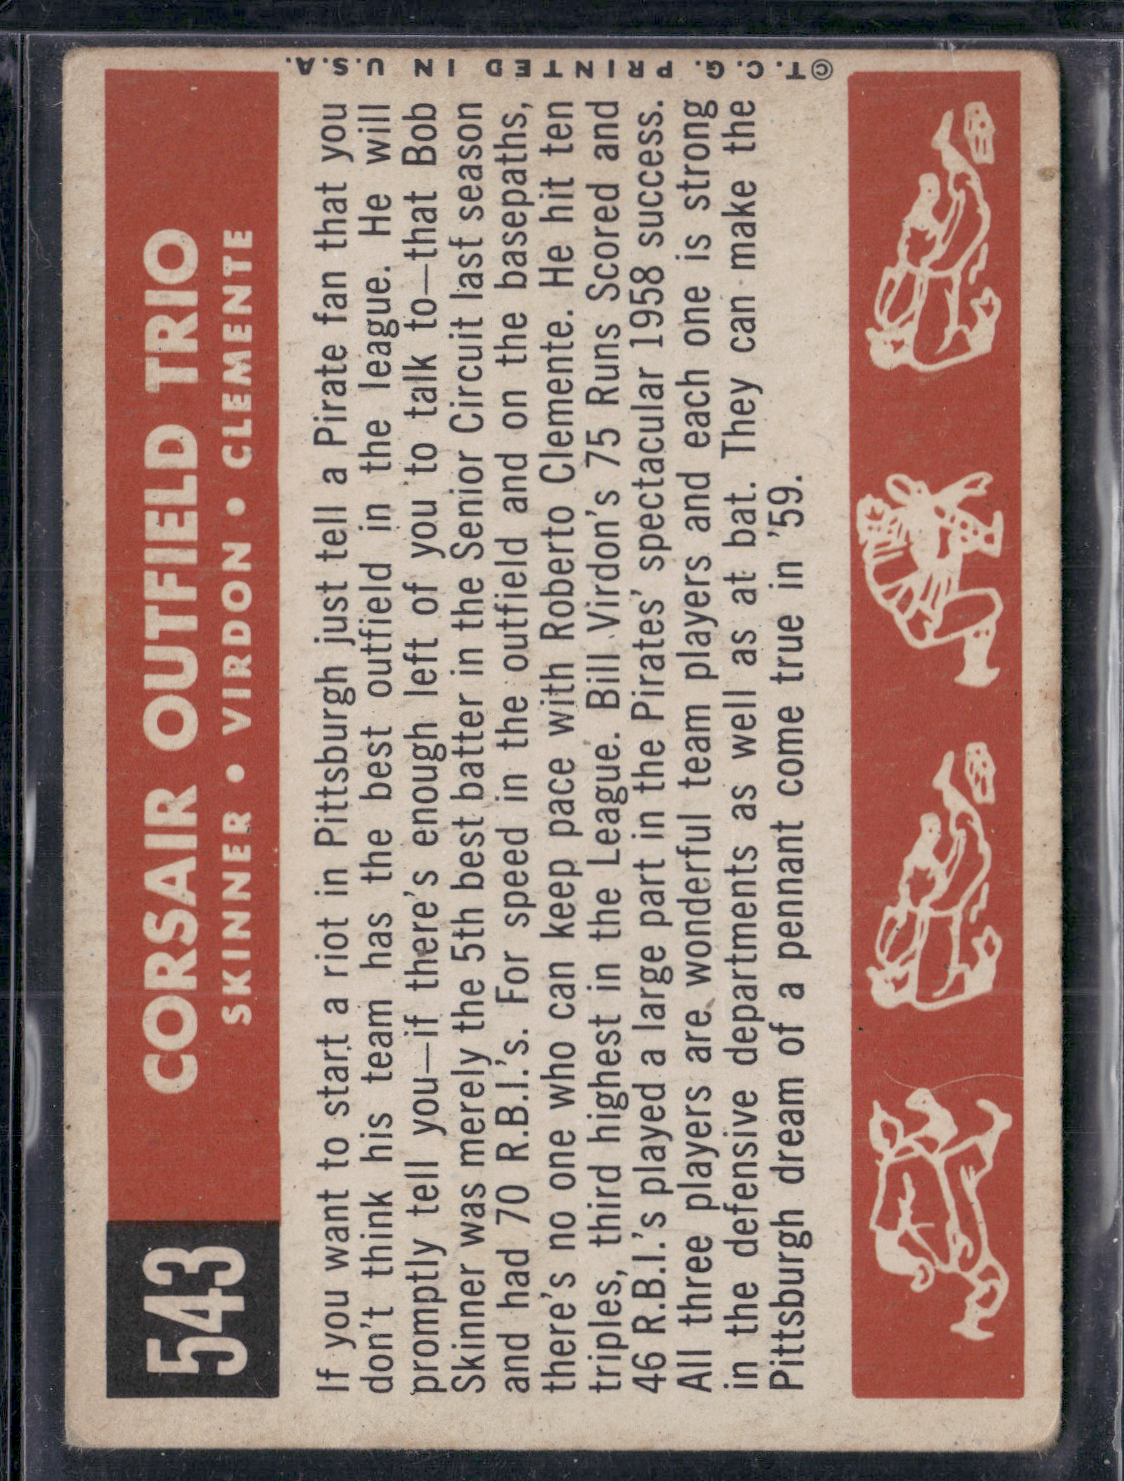 543
CORSAIR OUTFIELD TRIO
SKINNER • VIRDON • CLEMENTE
If you want to start a riot in Pittsburgh just tell a Pirate fan that you
don't think his team has the best outfield in the league. He will
promptly tell you—if there's enough left of you to talk to—that Bob
Skinner was merely the 5th best batter in the Senior Circuit last season
and had 70 R.B.I.'s. For speed in the outfield and on the basepaths,
there's no one who can keep pace with Roberto Clemente. He hit ten
triples, third highest in the League. Bill Virdon's 75 Runs Scored and
46 R.B.I.'s played a large part in the Pirates' spectacular 1958 success.
All three players are wonderful team players and each one is strong
in the defensive departments as well as at bat. They can make the
Pittsburgh dream of a pennant come true in '59.
©T.C.G. PRINTED IN U.S.A.